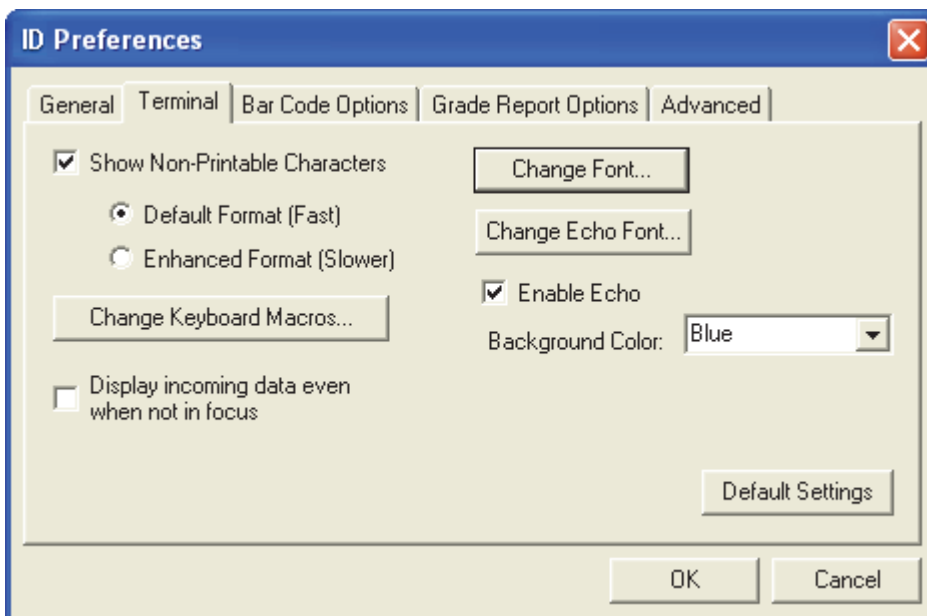 ID Preferences
General Terminal Bar Code Options Grade Report Options Advanced
Show Non-Printable Characters
Change Font...
Default Format (Fast)
Change Echo Font...
Enhanced Format (Slower)
Enable Echo
Change Keyboard Macros...
Background Color: Blue
Display incoming data even
when not in focus
Default Settings
OK Cancel